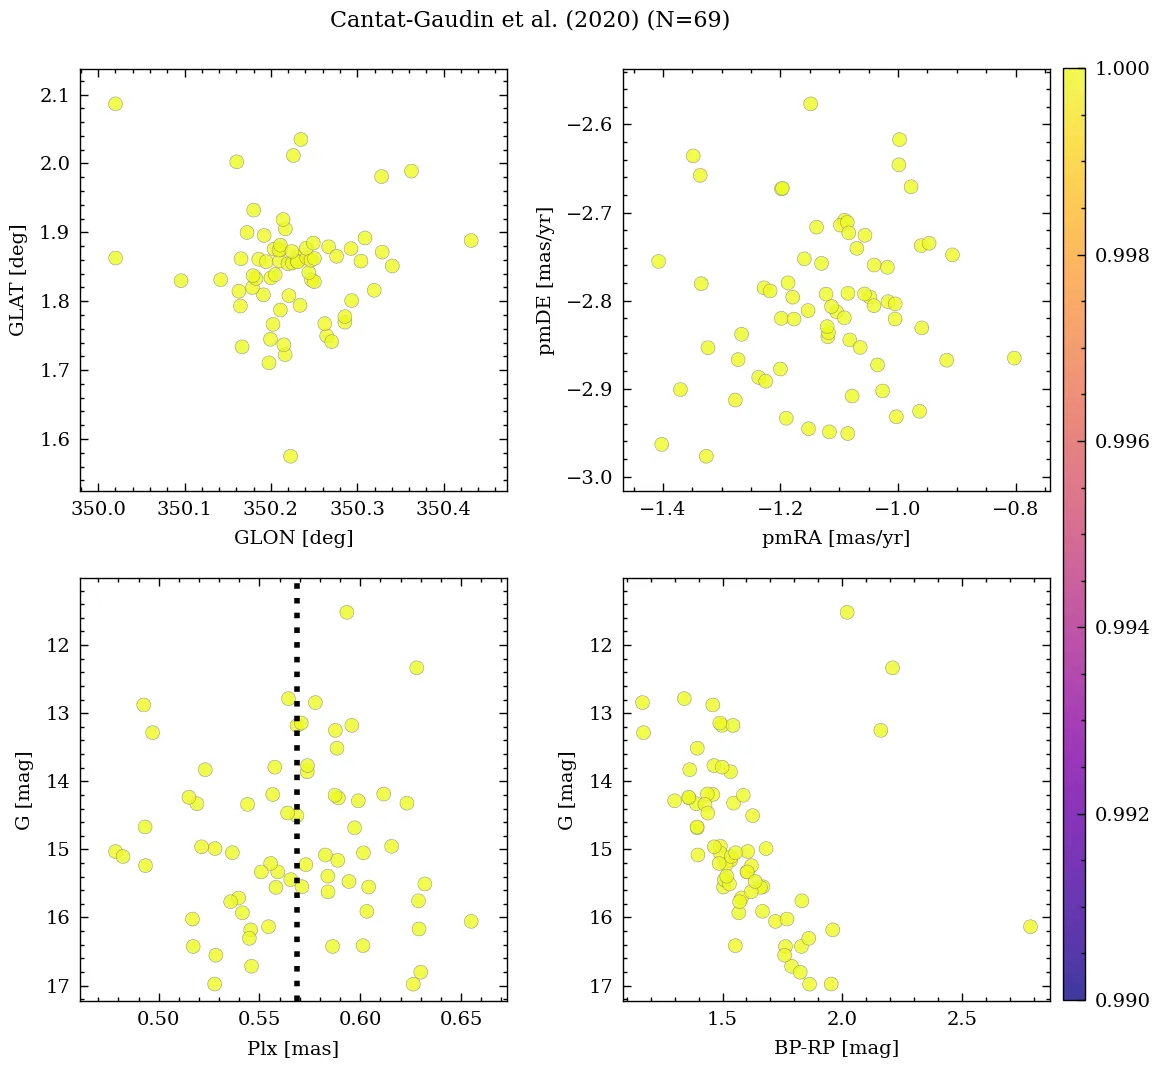 Cantat-Gaudin et al. (2020) (N=69)
2.1
2.0
1.9
1.8
1.7
1.6
GLAT [deg]
350.0 350.1 350.2 350.3 350.4
GLON [deg]
−2.6
−2.7
−2.8
−2.9
−3.0
pmDE [mas/yr]
−1.4 −1.2 −1.0 −0.8
pmRA [mas/yr]
12
13
14
15
16
17
G [mag]
0.50 0.55 0.60 0.65
Plx [mas]
12
13
14
15
16
17
G [mag]
1.5 2.0 2.5
BP-RP [mag]
1.000
0.998
0.996
0.994
0.992
0.990